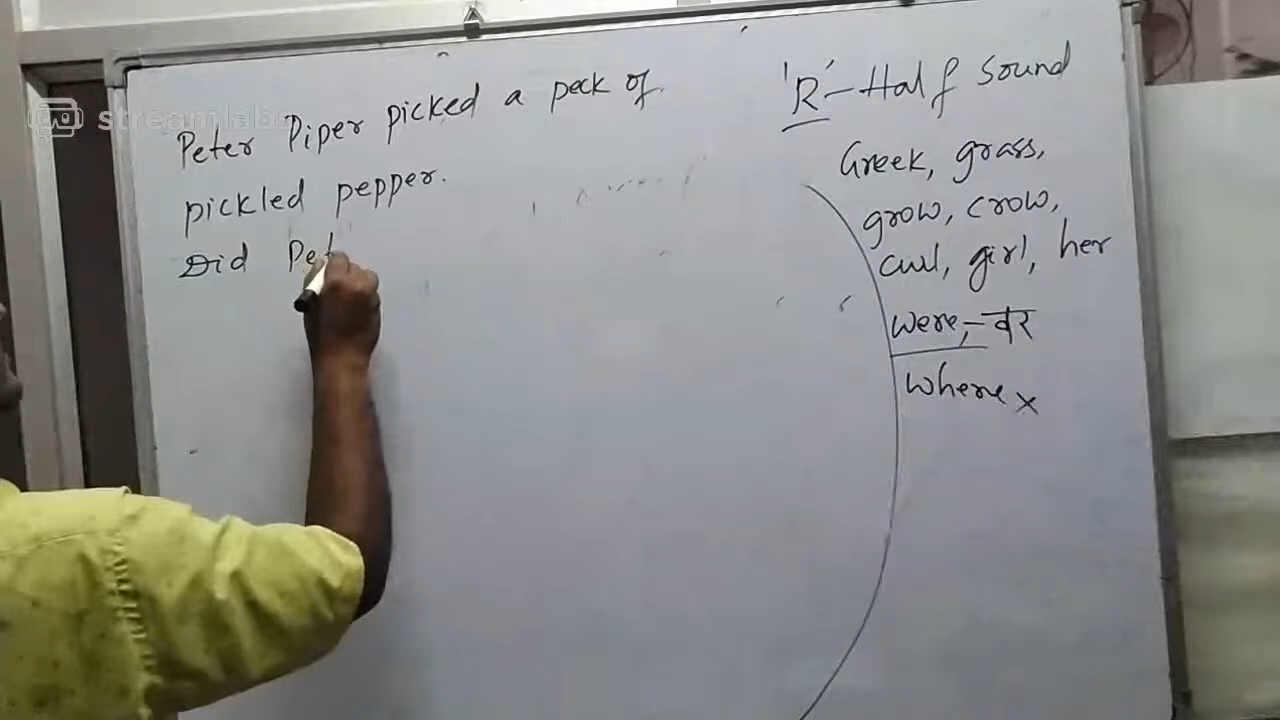 streamlabs
Peter Piper picked a peck of
pickled pepper.
Did Pet
'R' - Half Sound
Greek, grass,
grow, crow,
curl, girl, her
were, - वर
where x